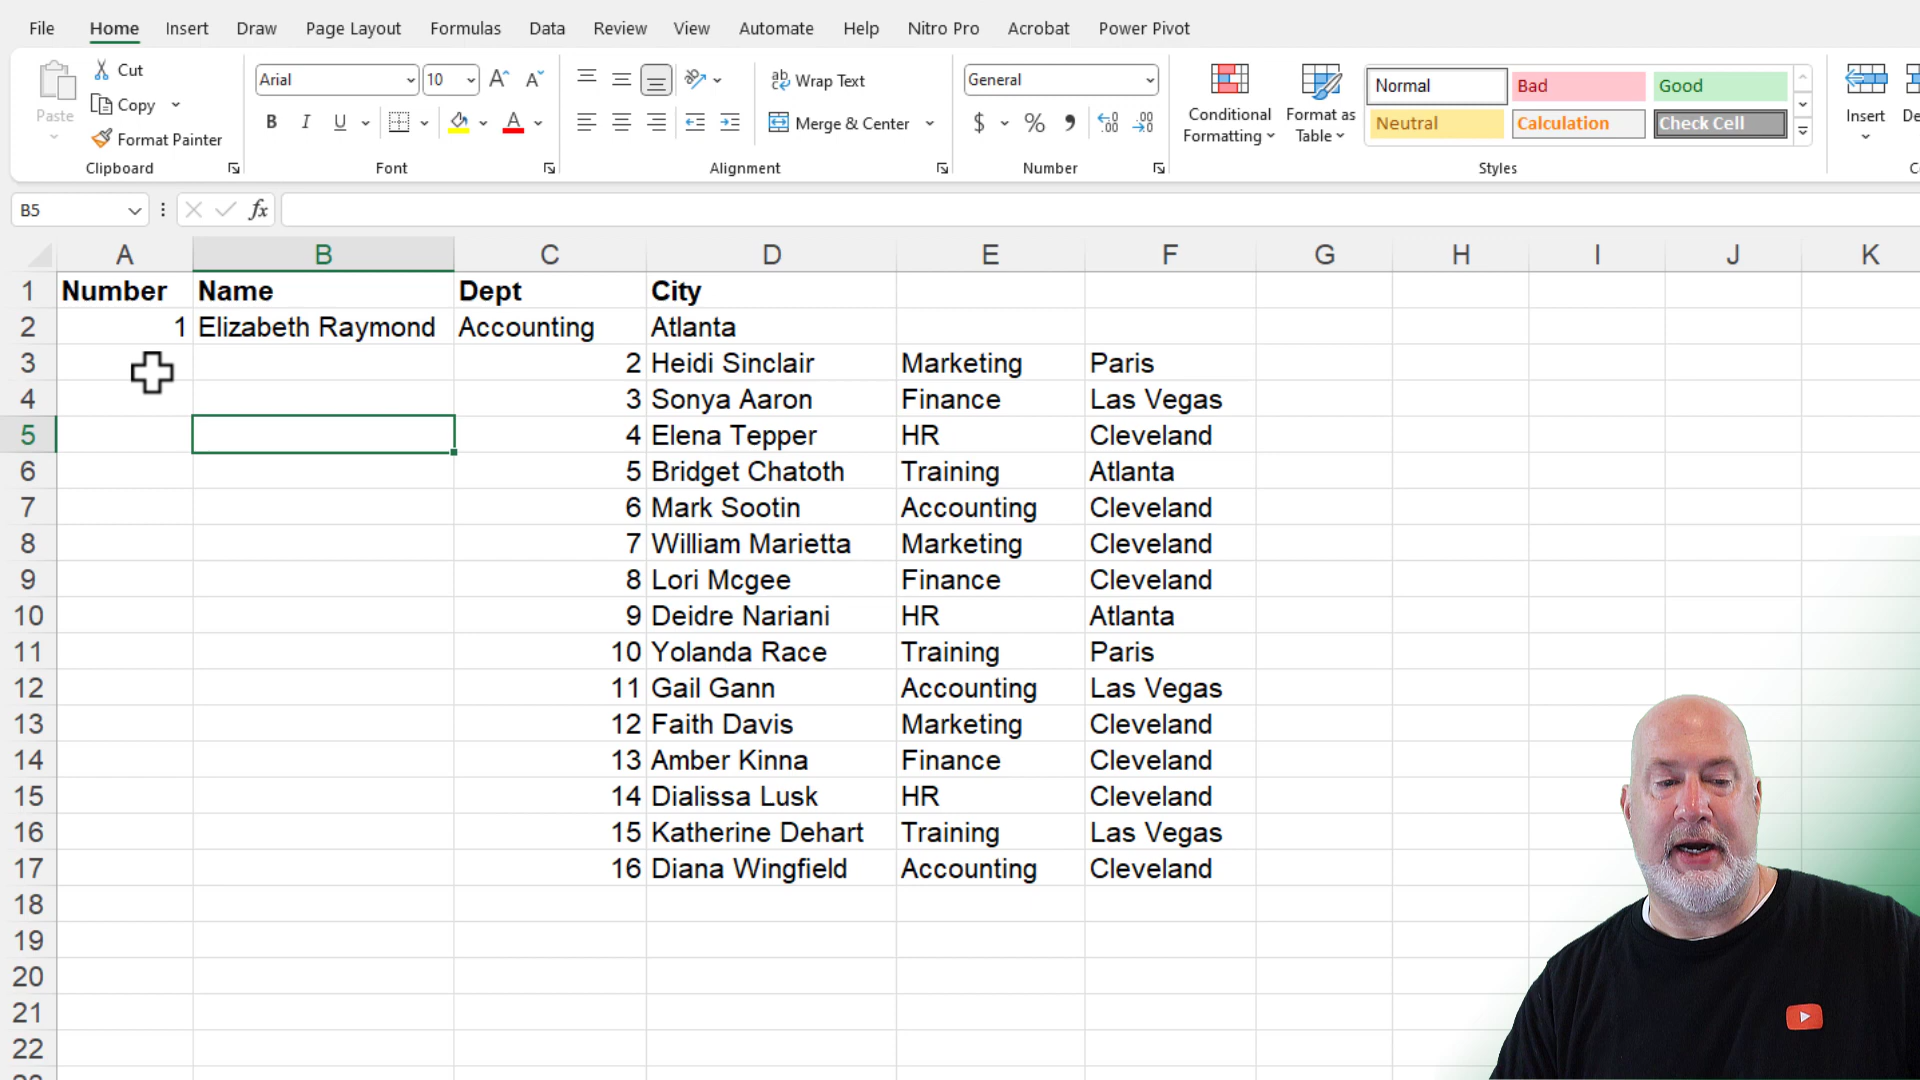 File Home Insert Draw Page Layout Formulas Data Review View Automate Help Nitro Pro Acrobat Power Pivot
Paste
Cut
Copy
Format Painter
Clipboard
Arial 10 A A
B I U A
Font
Wrap Text
Merge & Center
Alignment
General
$ % , .00 .00
Number
Conditional Formatting
Format as Table
Normal Bad Good
Neutral Calculation Check Cell
Styles
Insert
B5 fx
A B C D E F G H I J K
1 Number Name Dept City
2 1 Elizabeth Raymond Accounting Atlanta
3 2 Heidi Sinclair Marketing Paris
4 3 Sonya Aaron Finance Las Vegas
5 4 Elena Tepper HR Cleveland
6 5 Bridget Chatoth Training Atlanta
7 6 Mark Sootin Accounting Cleveland
8 7 William Marietta Marketing Cleveland
9 8 Lori Mcgee Finance Cleveland
10 9 Deidre Nariani HR Atlanta
11 10 Yolanda Race Training Paris
12 11 Gail Gann Accounting Las Vegas
13 12 Faith Davis Marketing Cleveland
14 13 Amber Kinna Finance Cleveland
15 14 Dialissa Lusk HR Cleveland
16 15 Katherine Dehart Training Las Vegas
17 16 Diana Wingfield Accounting Cleveland
18
19
20
21
22